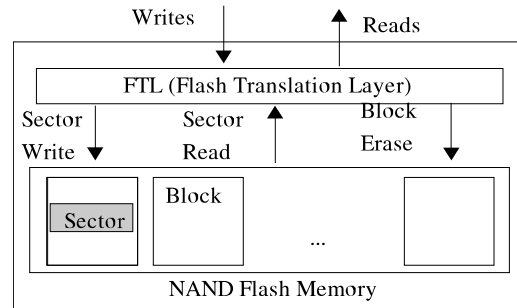 Writes
Reads
FTL (Flash Translation Layer)
Sector
Write
Sector
Read
Block
Erase
Sector
Block
...
NAND Flash Memory